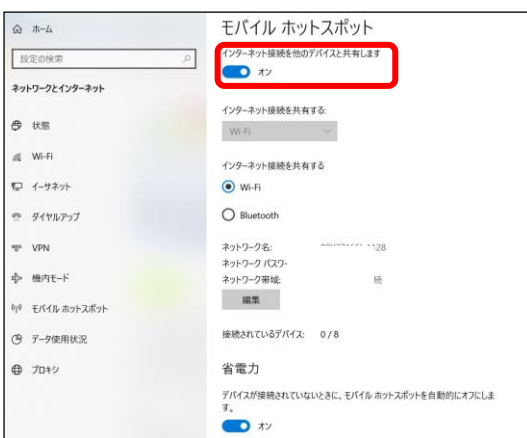 ホーム
設定の検索
ネットワークとインターネット
状態
Wi-Fi
イーサネット
ダイヤルアップ
VPN
機内モード
モバイル ホットスポット
データ使用状況
プロキシ
モバイル ホットスポット
インターネット接続を他のデバイスと共有します
オン
インターネット接続を共有する:
Wi-Fi
インターネット接続を共有する
Wi-Fi
Bluetooth
ネットワーク名:
ネットワーク パスワ
ネットワーク帯域:
編集
接続されているデバイス: 0 / 8
省電力
デバイスが接続されていないときに、モバイル ホットスポットを自動的にオフにしま
す。
オン